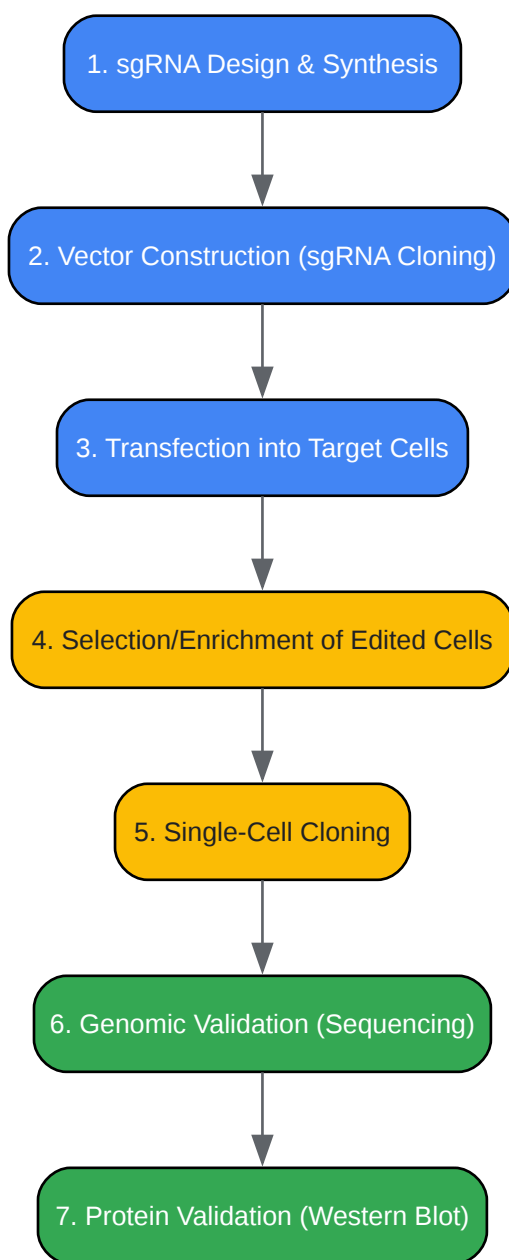 1. sgRNA Design & Synthesis
2. Vector Construction (sgRNA Cloning)
3. Transfection into Target Cells
4. Selection/Enrichment of Edited Cells
5. Single-Cell Cloning
6. Genomic Validation (Sequencing)
7. Protein Validation (Western Blot)